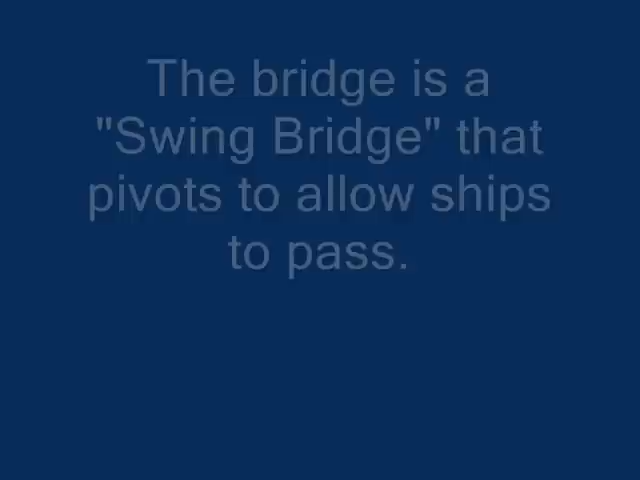 The bridge is a
"Swing Bridge" that
pivots to allow ships
to pass.